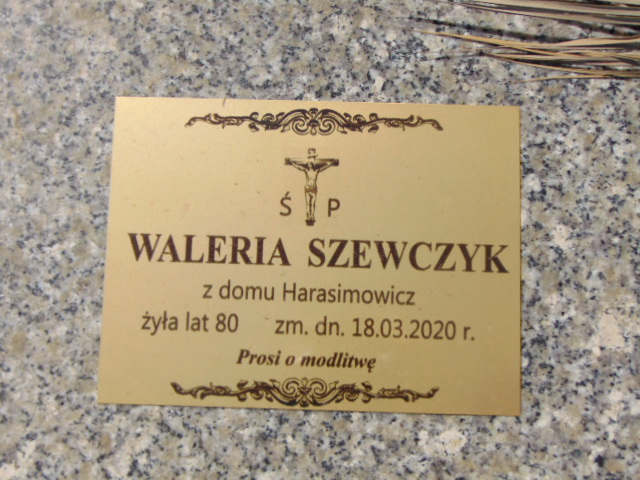 Ś P
WALERIA SZEWCZYK
z domu Harasimowicz
żyła lat 80 zm. dn. 18.03.2020 r.
Prosi o modlitwę